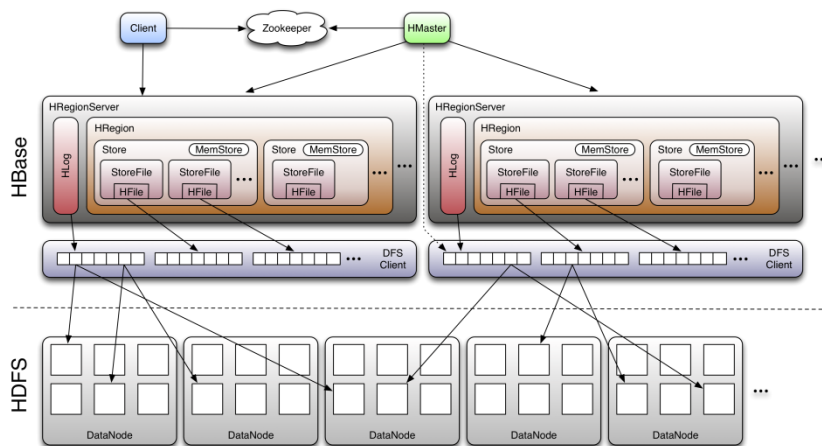 Client
Zookeeper
HMaster
HBase
HRegionServer
HLog
HRegion
Store
MemStore
StoreFile
HFile
StoreFile
HFile
...
Store
MemStore
StoreFile
HFile
...
...
HRegionServer
HLog
HRegion
Store
MemStore
StoreFile
HFile
StoreFile
HFile
...
Store
MemStore
StoreFile
HFile
...
...
...
...
DFS
Client
...
DFS
Client
HDFS
DataNode
DataNode
DataNode
DataNode
DataNode
...